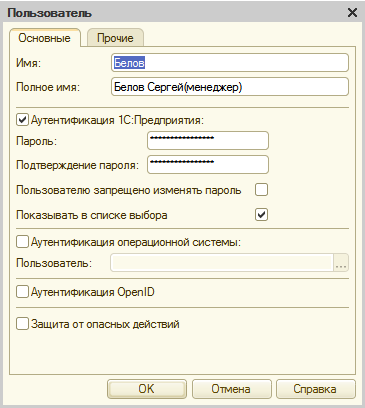 Пользователь
Основные Прочие
Имя: Белов
Полное имя: Белов Сергей(менеджер)
Аутентификация 1С:Предприятия:
Пароль: ****************
Подтверждение пароля: ****************
Пользователю запрещено изменять пароль
Показывать в списке выбора
Аутентификация операционной системы:
Пользователь: ...
Аутентификация OpenID
Защита от опасных действий
OK Отмена Справка